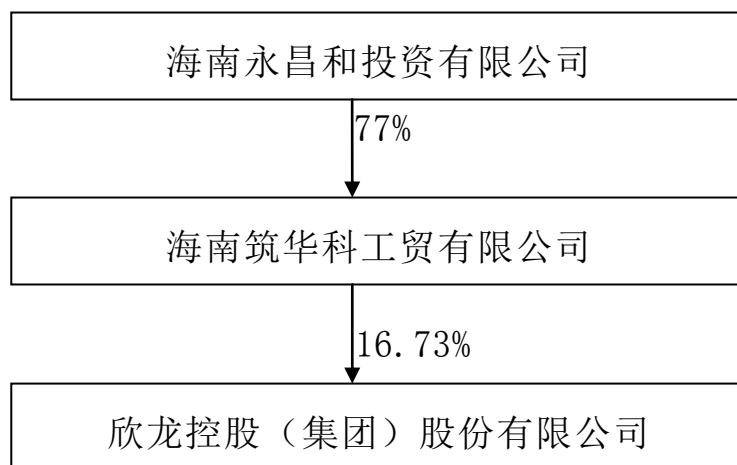 海南永昌和投资有限公司
77%
海南筑华科工贸有限公司
16.73%
欣龙控股（集团）股份有限公司